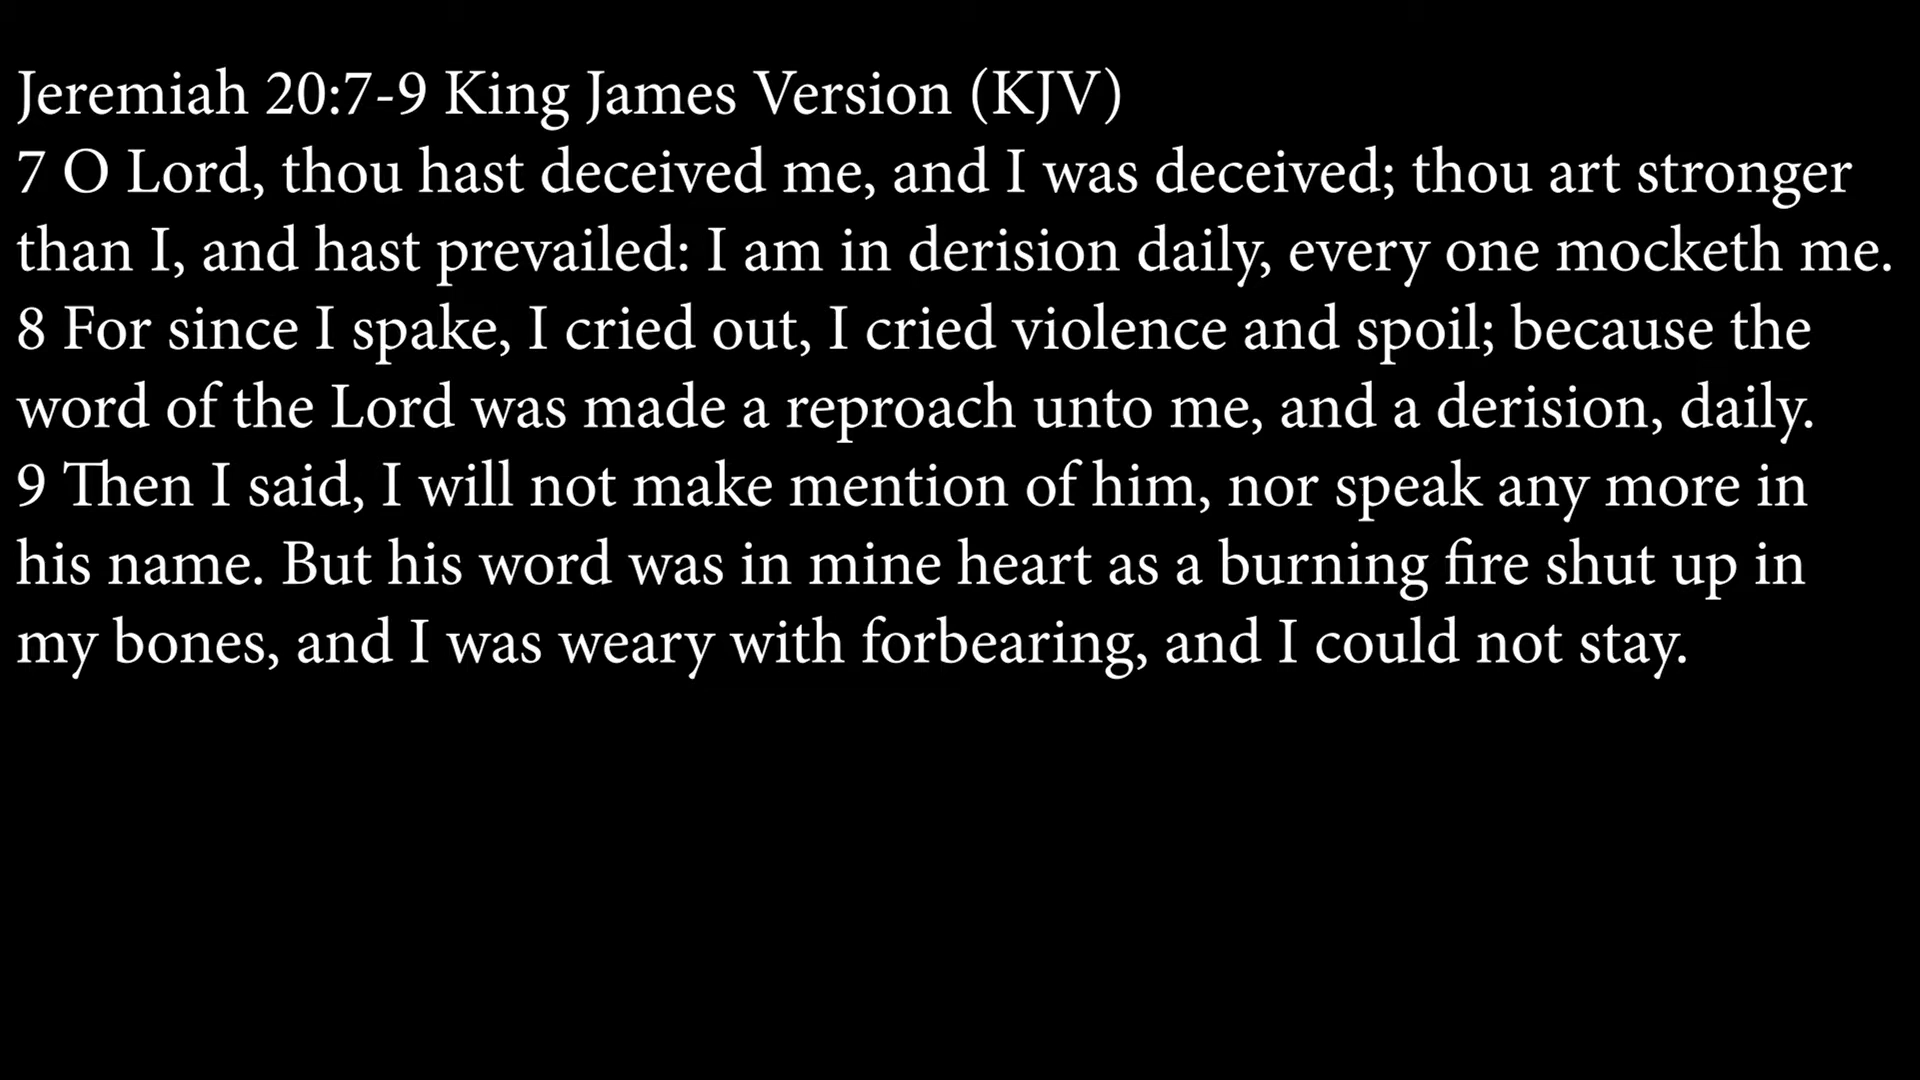 Jeremiah 20:7-9 King James Version (KJV)
7 O Lord, thou hast deceived me, and I was deceived; thou art stronger
than I, and hast prevailed: I am in derision daily, every one mocketh me.
8 For since I spake, I cried out, I cried violence and spoil; because the
word of the Lord was made a reproach unto me, and a derision, daily.
9 Then I said, I will not make mention of him, nor speak any more in
his name. But his word was in mine heart as a burning fire shut up in
my bones, and I was weary with forbearing, and I could not stay.